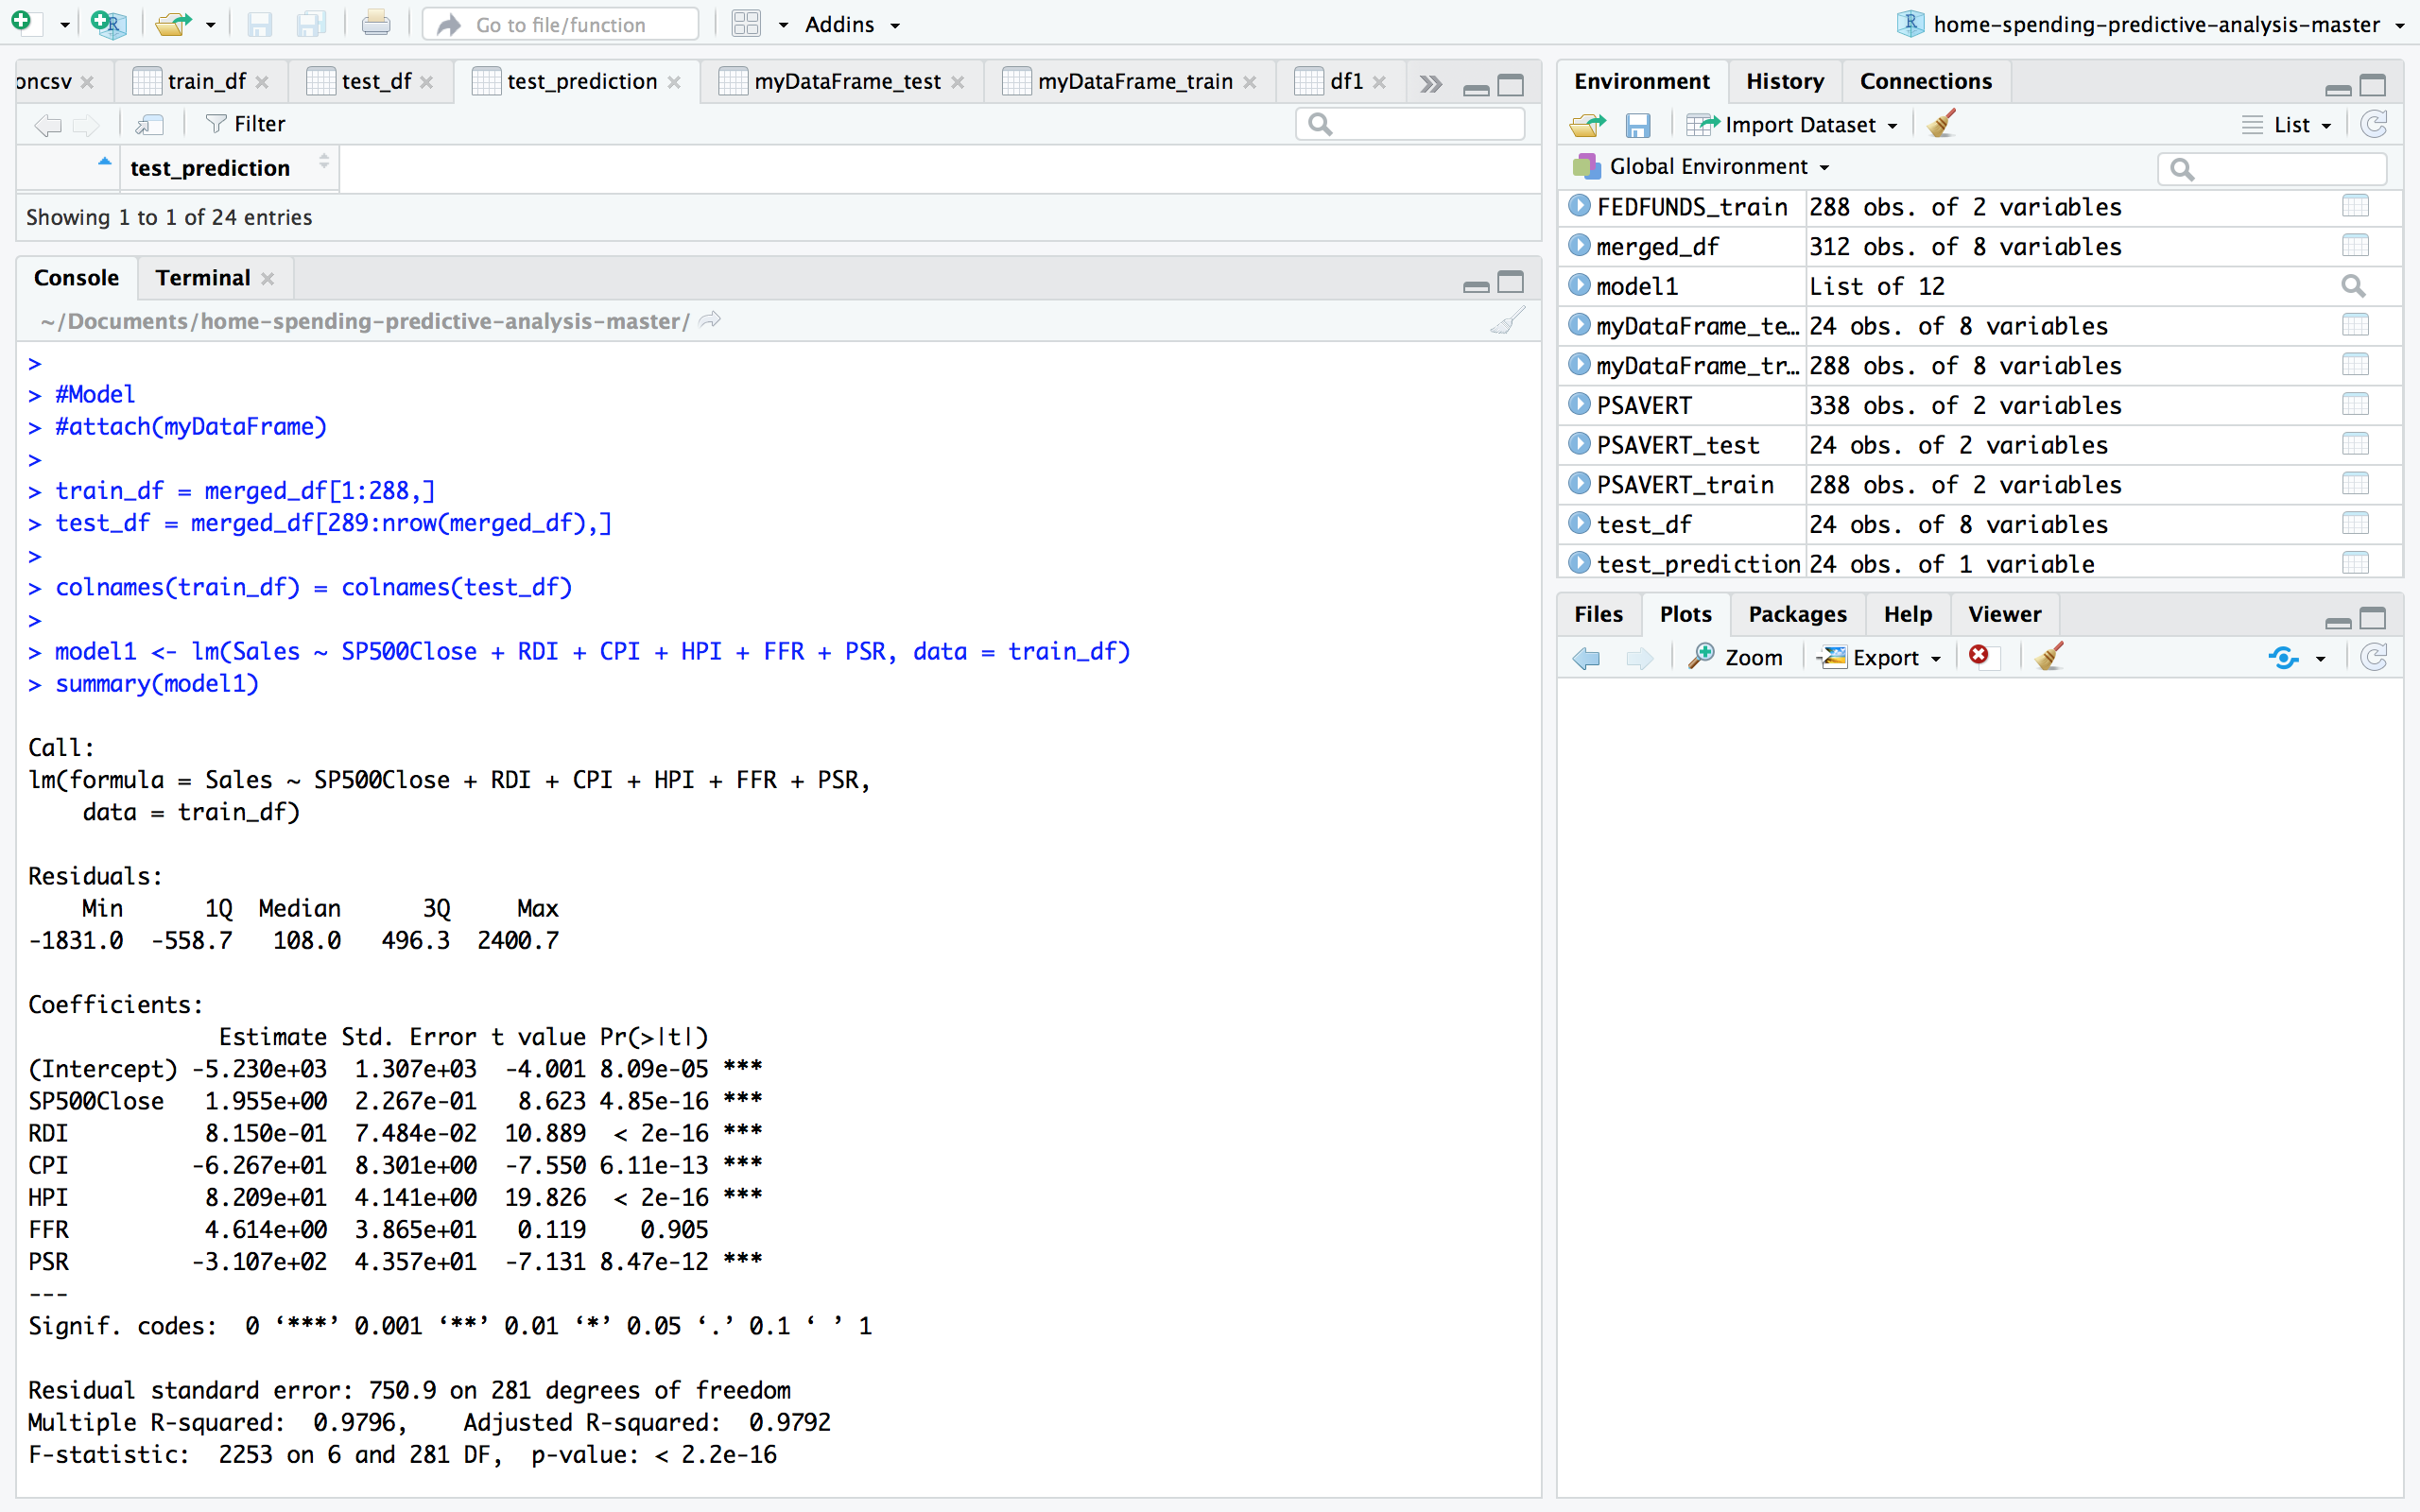 Go to file/function
Addins
home-spending-predictive-analysis-master
oncsv
train_df
test_df
test_prediction
myDataFrame_test
myDataFrame_train
df1
Filter
test_prediction
Showing 1 to 1 of 24 entries
Console
Terminal
~/Documents/home-spending-predictive-analysis-master/
>
> #Model
> #attach(myDataFrame)
>
> train_df = merged_df[1:288,]
> test_df = merged_df[289:nrow(merged_df),]
>
> colnames(train_df) = colnames(test_df)
>
> model1 <- lm(Sales ~ SP500Close + RDI + CPI + HPI + FFR + PSR, data = train_df)
> summary(model1)
Call:
lm(formula = Sales ~ SP500Close + RDI + CPI + HPI + FFR + PSR,
data = train_df)
Residuals:
Min 1Q Median 3Q Max
-1831.0 -558.7 108.0 496.3 2400.7
Coefficients:
Estimate Std. Error t value Pr(>|t|)
(Intercept) -5.230e+03 1.307e+03 -4.001 8.09e-05 ***
SP500Close 1.955e+00 2.267e-01 8.623 4.85e-16 ***
RDI 8.150e-01 7.484e-02 10.889 < 2e-16 ***
CPI -6.267e+01 8.301e+00 -7.550 6.11e-13 ***
HPI 8.209e+01 4.141e+00 19.826 < 2e-16 ***
FFR 4.614e+00 3.865e+01 0.119 0.905
PSR -3.107e+02 4.357e+01 -7.131 8.47e-12 ***
---
Signif. codes: 0 ‘***’ 0.001 ‘**’ 0.01 ‘*’ 0.05 ‘.’ 0.1 ‘ ’ 1
Residual standard error: 750.9 on 281 degrees of freedom
Multiple R-squared: 0.9796, Adjusted R-squared: 0.9792
F-statistic: 2253 on 6 and 281 DF, p-value: < 2.2e-16
Environment
History
Connections
Import Dataset
List
Global Environment
FEDFUNDS_train 288 obs. of 2 variables
merged_df 312 obs. of 8 variables
model1 List of 12
myDataFrame_te… 24 obs. of 8 variables
myDataFrame_tr… 288 obs. of 8 variables
PSAVERT 338 obs. of 2 variables
PSAVERT_test 24 obs. of 2 variables
PSAVERT_train 288 obs. of 2 variables
test_df 24 obs. of 8 variables
test_prediction 24 obs. of 1 variable
Files
Plots
Packages
Help
Viewer
Zoom
Export